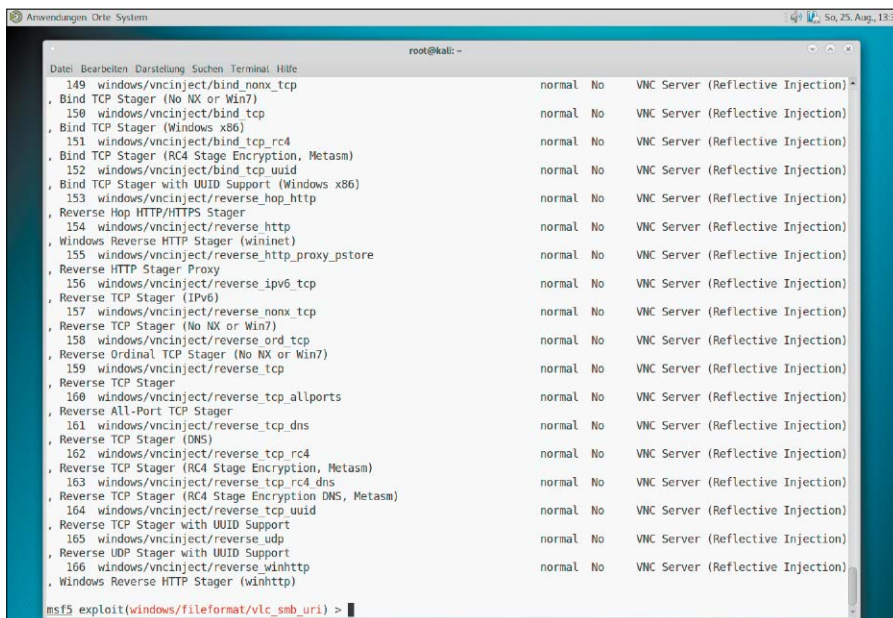 Anwendungen Orte System
So, 25. Aug., 13:3
root@kali: ~
Datei Bearbeiten Darstellung Suchen Terminal Hilfe
149 windows/vncinject/bind_nonx_tcp normal No VNC Server (Reflective Injection)
, Bind TCP Stager (No NX or Win7)
150 windows/vncinject/bind_tcp normal No VNC Server (Reflective Injection)
, Bind TCP Stager (Windows x86)
151 windows/vncinject/bind_tcp_rc4 normal No VNC Server (Reflective Injection)
, Bind TCP Stager (RC4 Stage Encryption, Metasm)
152 windows/vncinject/bind_tcp_uuid normal No VNC Server (Reflective Injection)
, Bind TCP Stager with UUID Support (Windows x86)
153 windows/vncinject/reverse_hop_http normal No VNC Server (Reflective Injection)
, Reverse Hop HTTP/HTTPS Stager
154 windows/vncinject/reverse_http normal No VNC Server (Reflective Injection)
, Windows Reverse HTTP Stager (wininet)
155 windows/vncinject/reverse_http_proxy_pstore normal No VNC Server (Reflective Injection)
, Reverse HTTP Stager Proxy
156 windows/vncinject/reverse_ipv6_tcp normal No VNC Server (Reflective Injection)
, Reverse TCP Stager (IPv6)
157 windows/vncinject/reverse_nonx_tcp normal No VNC Server (Reflective Injection)
, Reverse TCP Stager (No NX or Win7)
158 windows/vncinject/reverse_ord_tcp normal No VNC Server (Reflective Injection)
, Reverse Ordinal TCP Stager (No NX or Win7)
159 windows/vncinject/reverse_tcp normal No VNC Server (Reflective Injection)
, Reverse TCP Stager
160 windows/vncinject/reverse_tcp_allports normal No VNC Server (Reflective Injection)
, Reverse All-Port TCP Stager
161 windows/vncinject/reverse_tcp_dns normal No VNC Server (Reflective Injection)
, Reverse TCP Stager (DNS)
162 windows/vncinject/reverse_tcp_rc4 normal No VNC Server (Reflective Injection)
, Reverse TCP Stager (RC4 Stage Encryption, Metasm)
163 windows/vncinject/reverse_tcp_rc4_dns normal No VNC Server (Reflective Injection)
, Reverse TCP Stager (RC4 Stage Encryption DNS, Metasm)
164 windows/vncinject/reverse_tcp_uuid normal No VNC Server (Reflective Injection)
, Reverse TCP Stager with UUID Support
165 windows/vncinject/reverse_udp normal No VNC Server (Reflective Injection)
, Reverse UDP Stager with UUID Support
166 windows/vncinject/reverse_winhttp normal No VNC Server (Reflective Injection)
, Windows Reverse HTTP Stager (winhttp)
msf5 exploit(windows/fileformat/vlc_smb_uri) >